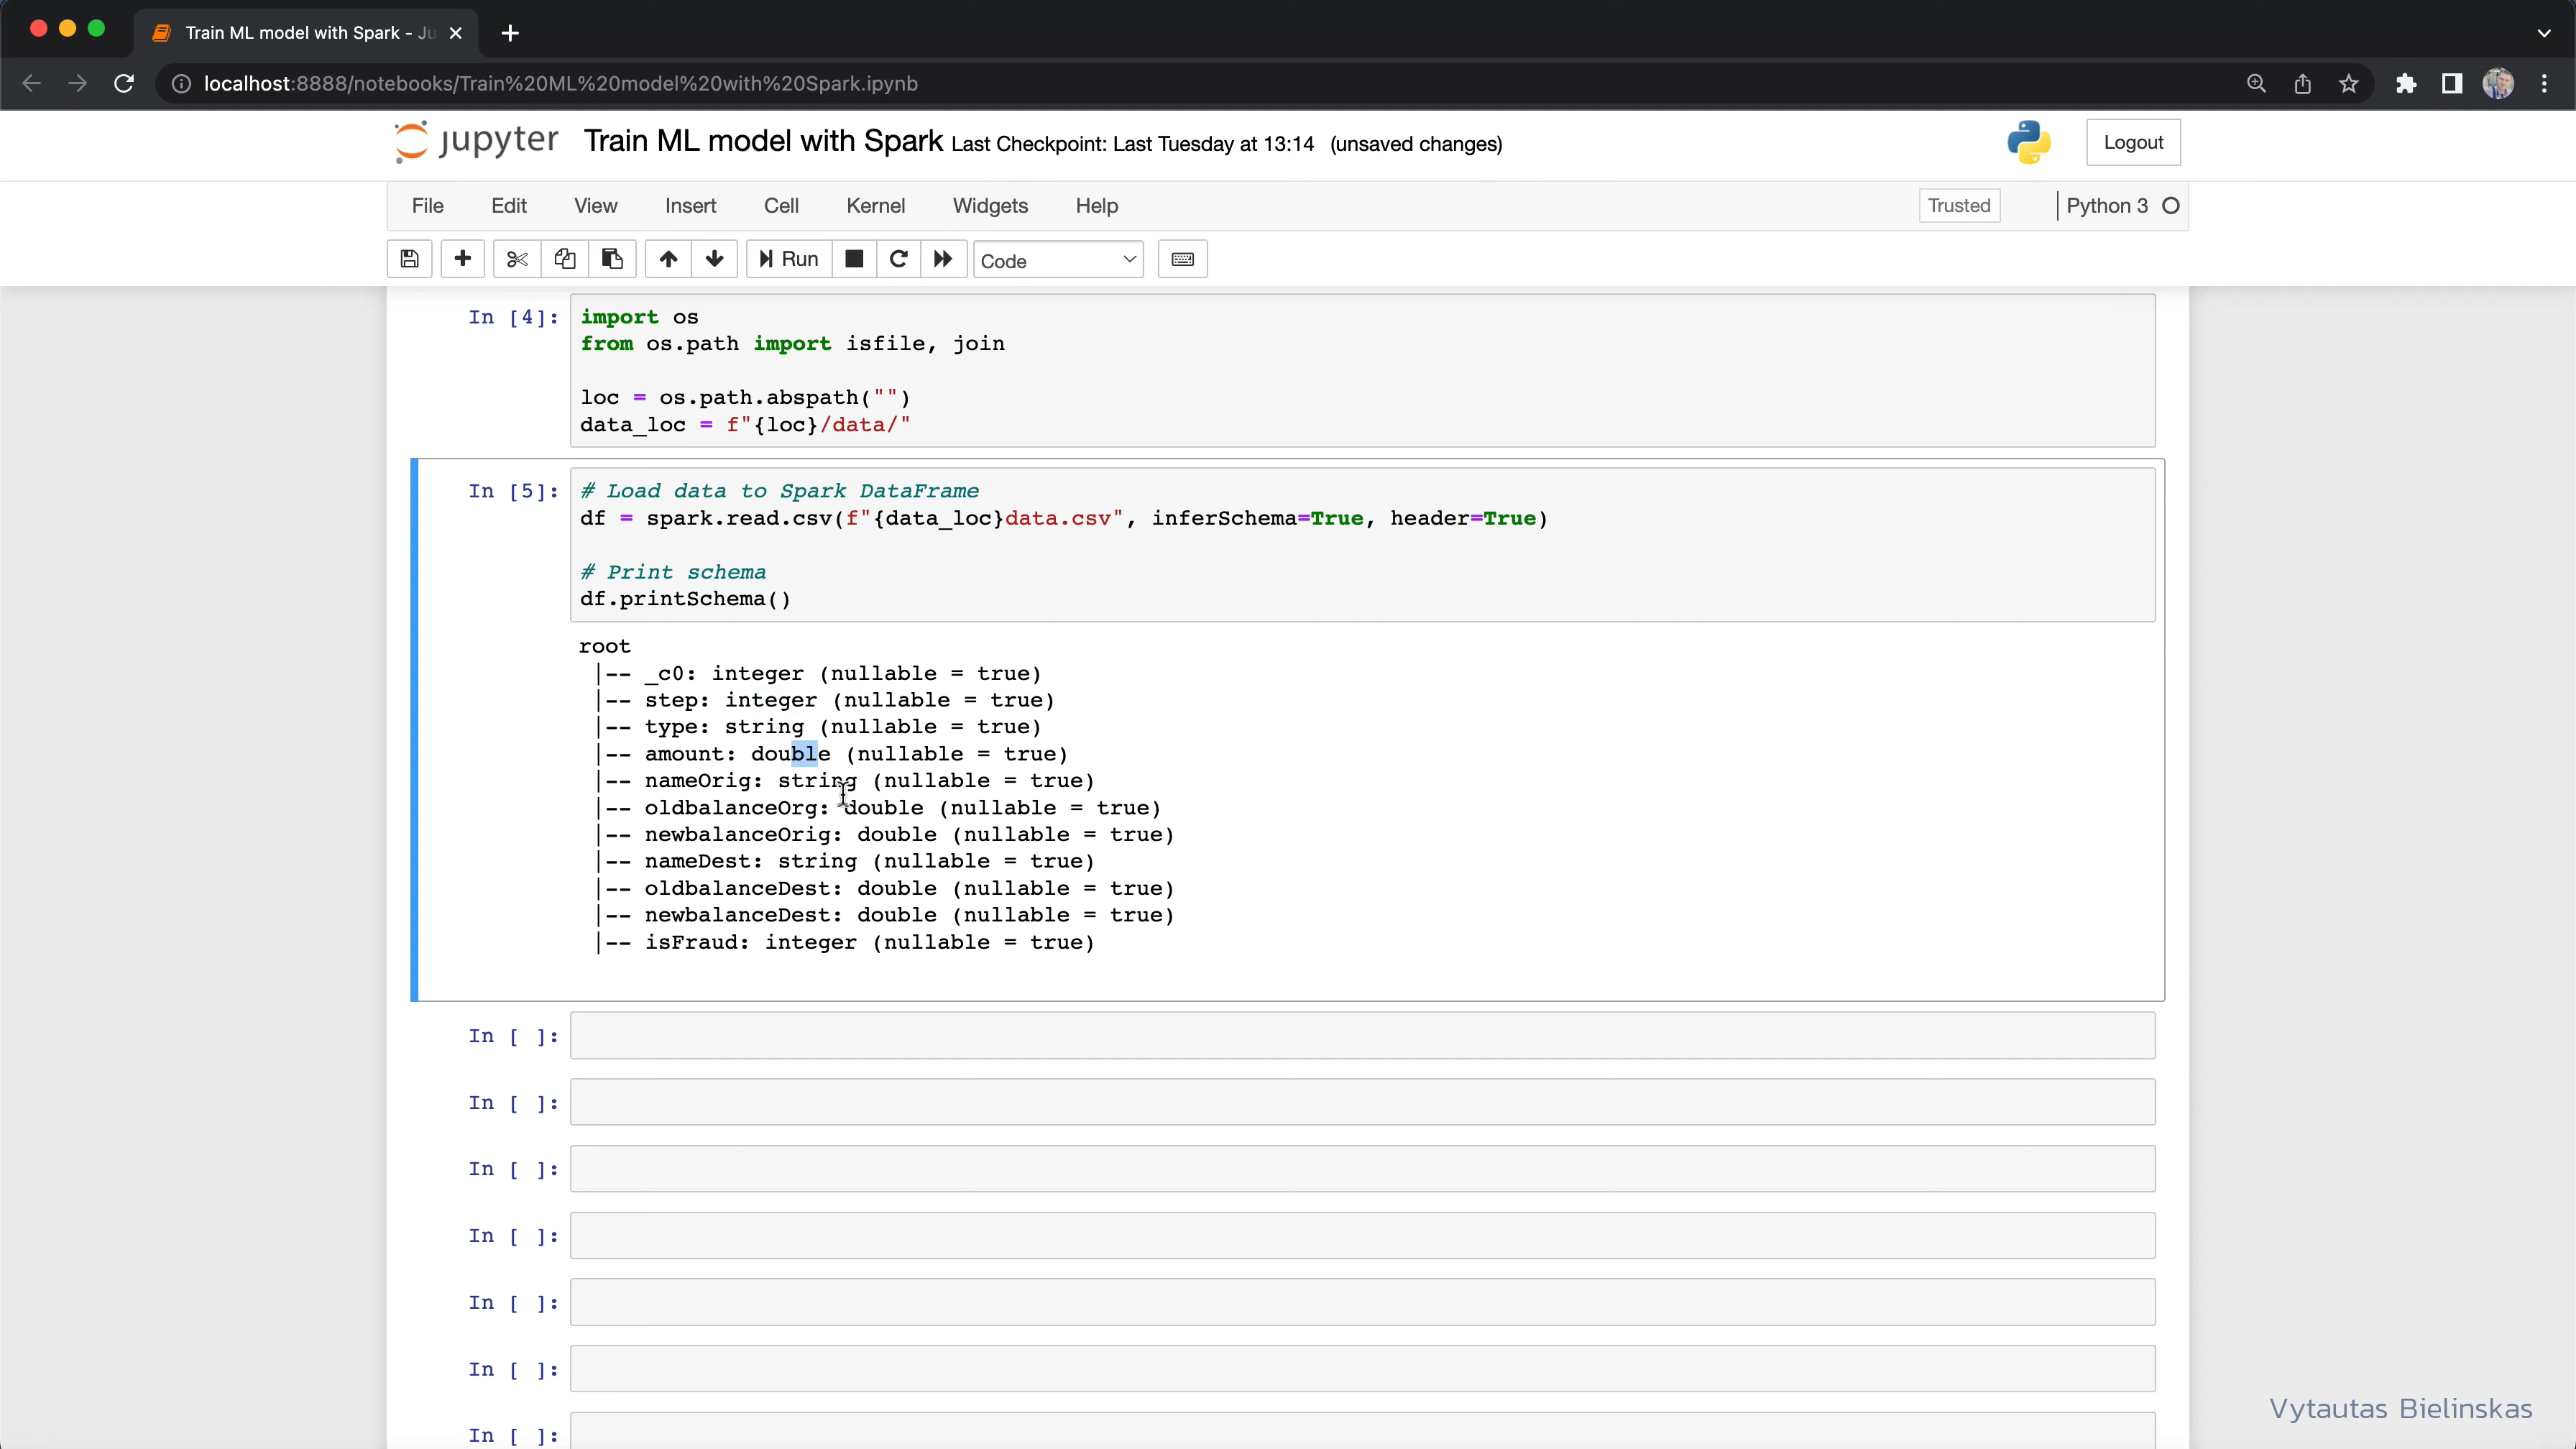 Train ML model with Spark - Ju
localhost:8888/notebooks/Train%20ML%20model%20with%20Spark.ipynb
jupyter Train ML model with Spark Last Checkpoint: Last Tuesday at 13:14 (unsaved changes)
Logout
File Edit View Insert Cell Kernel Widgets Help
Trusted
Python 3
Run
Code
In [4]:
import os
from os.path import isfile, join
loc = os.path.abspath("")
data_loc = f"{loc}/data/"
In [5]:
# Load data to Spark DataFrame
df = spark.read.csv(f"{data_loc}data.csv", inferSchema=True, header=True)
# Print schema
df.printSchema()
root
|-- _c0: integer (nullable = true)
|-- step: integer (nullable = true)
|-- type: string (nullable = true)
|-- amount: double (nullable = true)
|-- nameOrig: string (nullable = true)
|-- oldbalanceOrg: double (nullable = true)
|-- newbalanceOrig: double (nullable = true)
|-- nameDest: string (nullable = true)
|-- oldbalanceDest: double (nullable = true)
|-- newbalanceDest: double (nullable = true)
|-- isFraud: integer (nullable = true)
In [ ]:
In [ ]:
In [ ]:
In [ ]:
In [ ]:
In [ ]:
In [ ]:
Vytautas Bielinskas